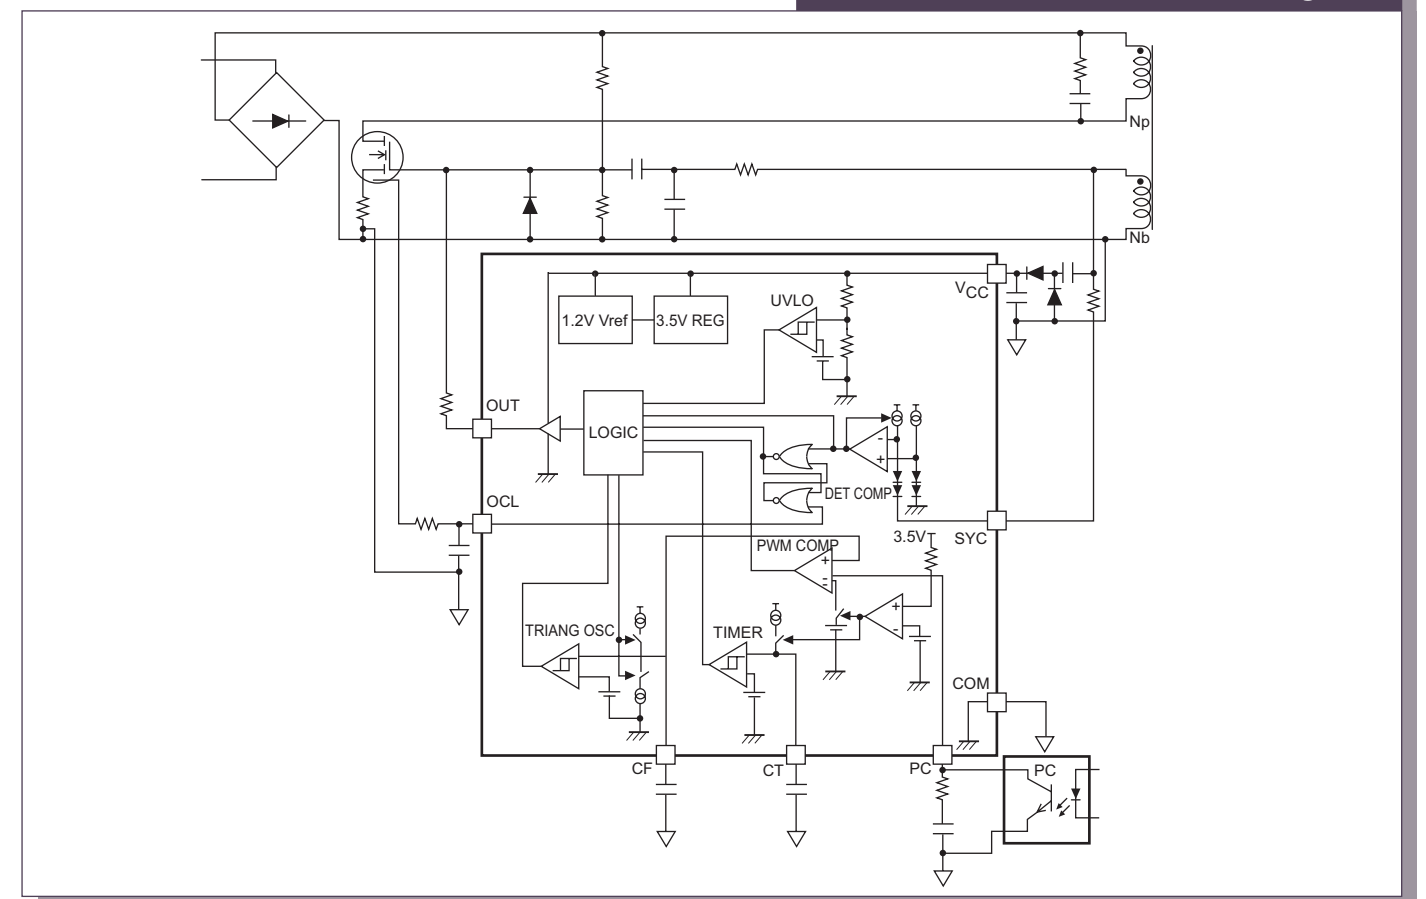 Np
Nb
VCC
UVLO
1.2V Vref
3.5V REG
OUT
LOGIC
-
+
DET COMP
OCL
3.5V
SYC
PWM COMP
+
-
-
+
-
TRIANG OSC
TIMER
COM
CF
CT
PC
PC